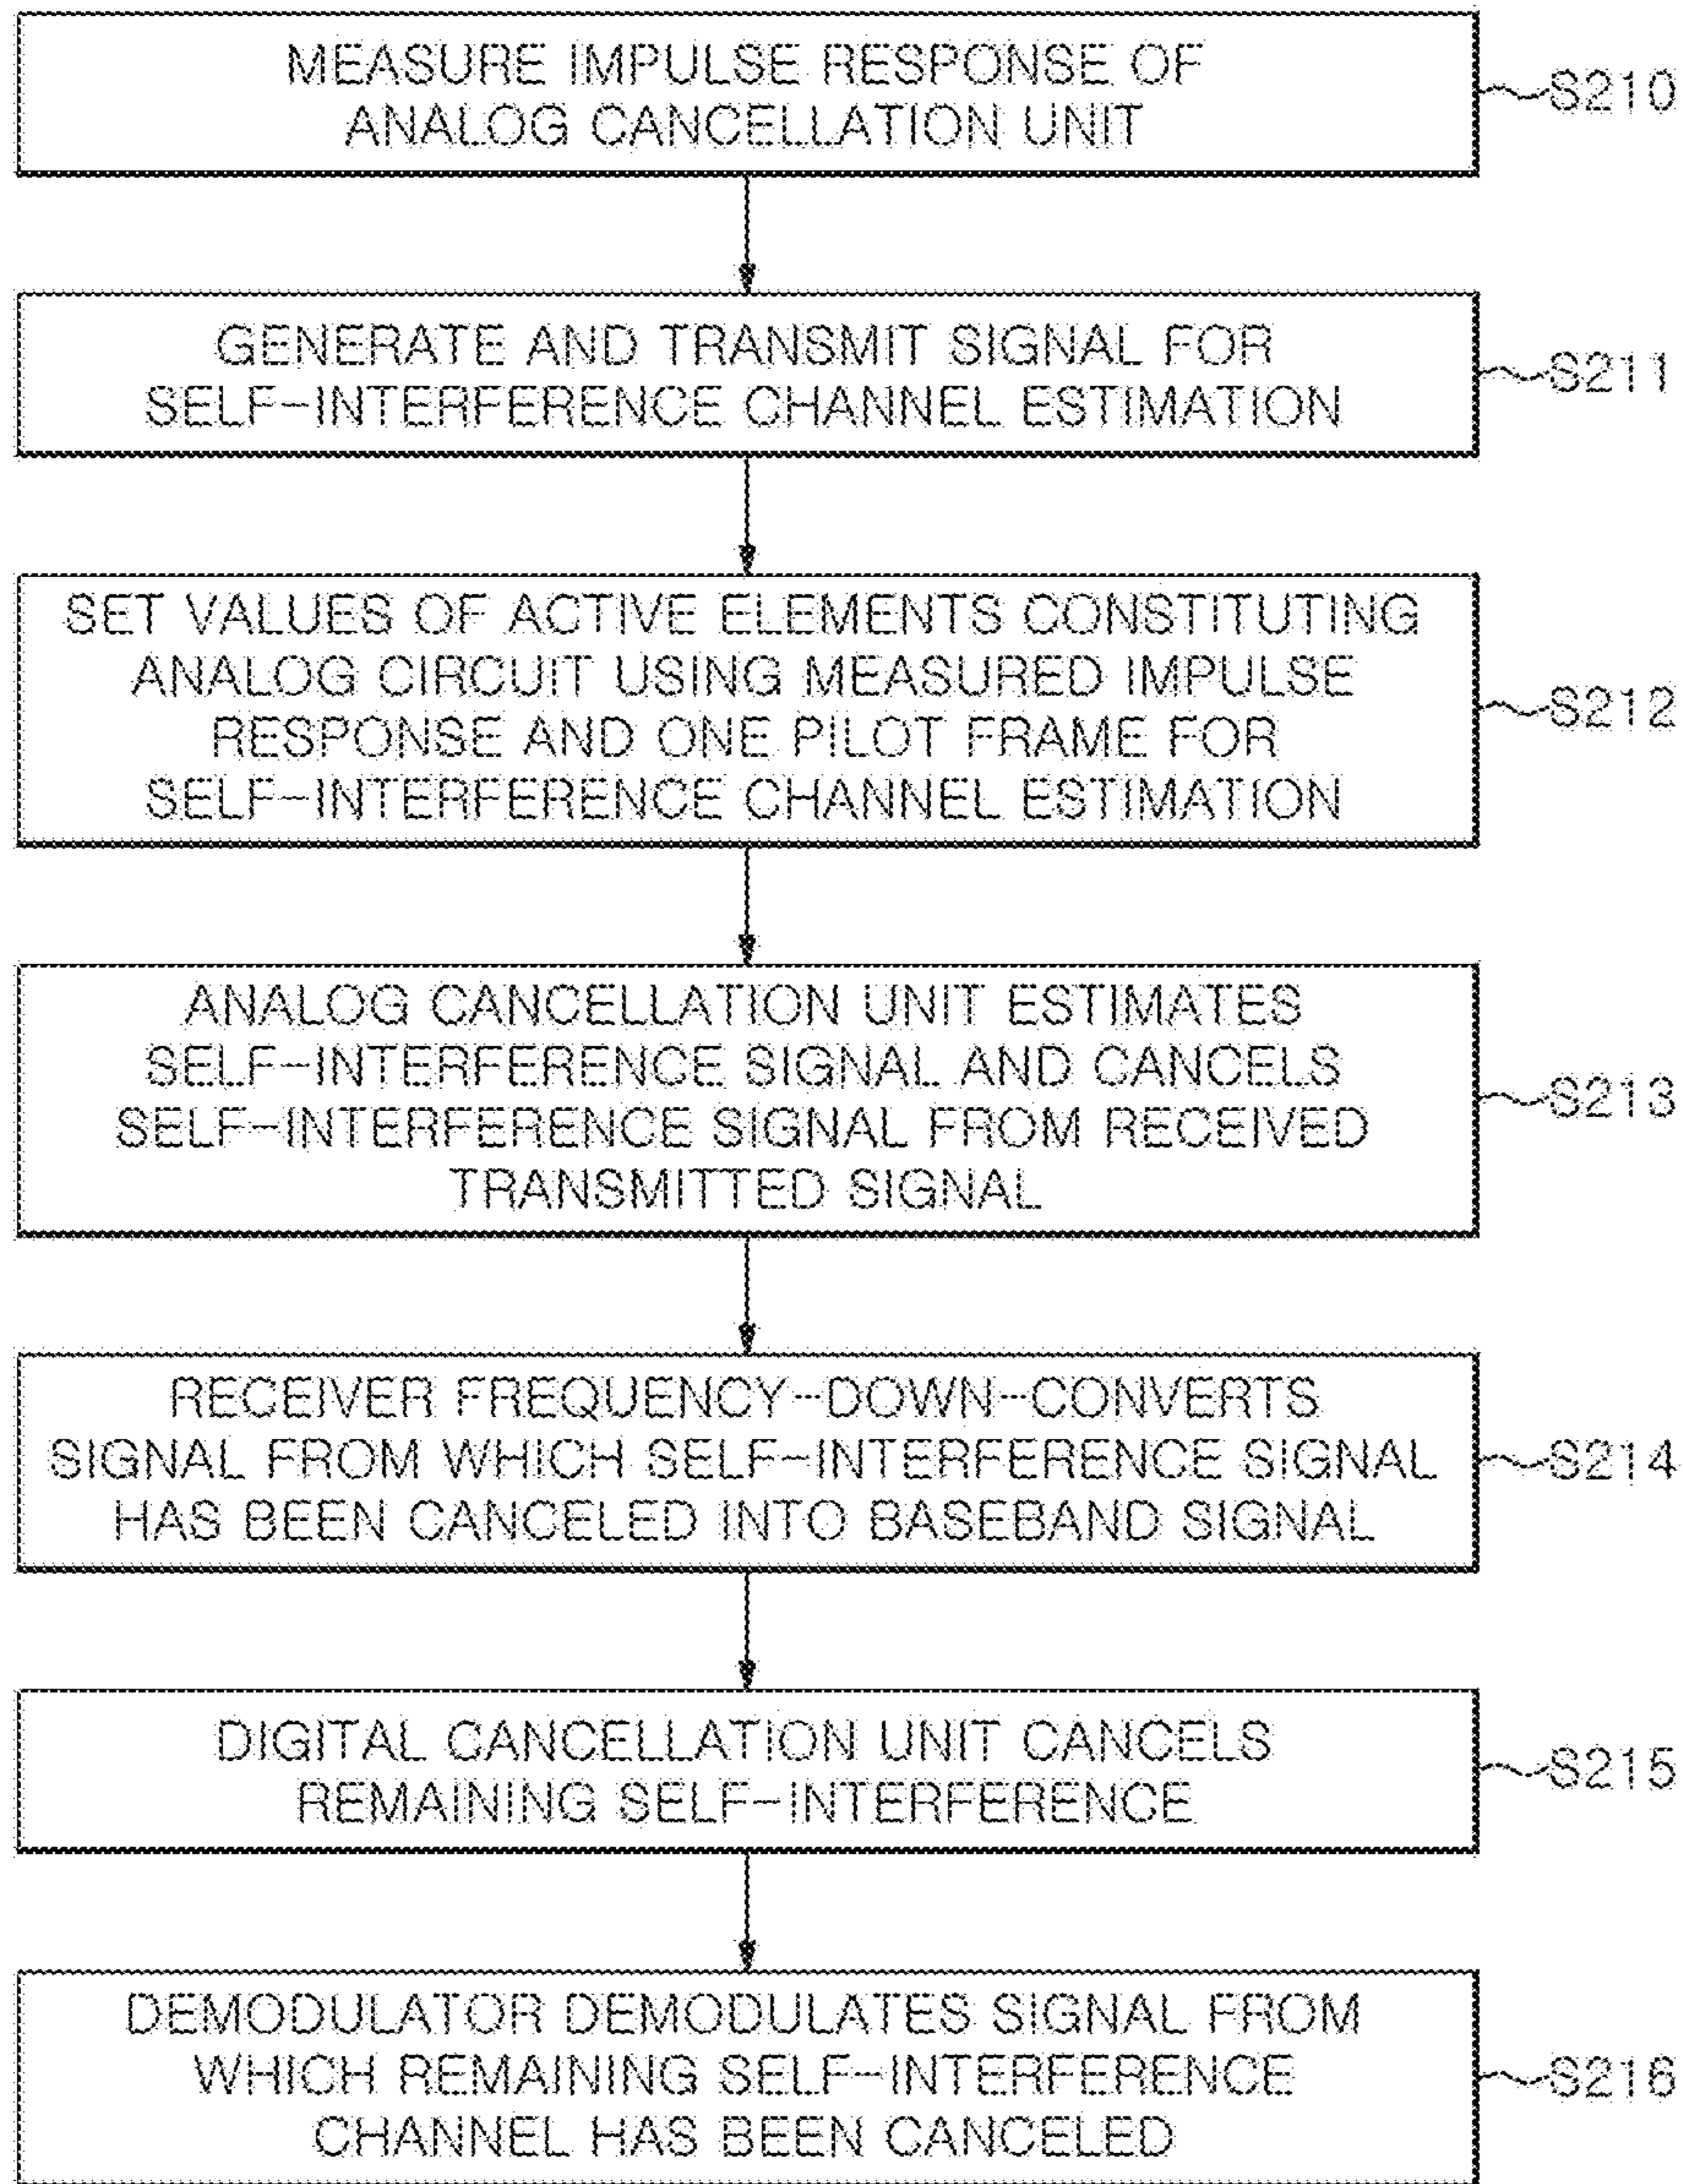 MEASURE IMPULSE RESPONSE OF
ANALOG CANCELLATION UNIT
S210
GENERATE AND TRANSMIT SIGNAL FOR
SELF-INTERFERENCE CHANNEL ESTIMATION
S211
SET VALUES OF ACTIVE ELEMENTS CONSTITUTING
ANALOG CIRCUIT USING MEASURED IMPULSE
RESPONSE AND ONE PILOT FRAME FOR
SELF-INTERFERENCE CHANNEL ESTIMATION
S212
ANALOG CANCELLATION UNIT ESTIMATES
SELF-INTERFERENCE SIGNAL AND CANCELS
SELF-INTERFERENCE SIGNAL FROM RECEIVED
TRANSMITTED SIGNAL
S213
RECEIVER FREQUENCY-DOWN-CONVERTS
SIGNAL FROM WHICH SELF-INTERFERENCE SIGNAL
HAS BEEN CANCELED INTO BASEBAND SIGNAL
S214
DIGITAL CANCELLATION UNIT CANCELS
REMAINING SELF-INTERFERENCE
S215
DEMODULATOR DEMODULATES SIGNAL FROM
WHICH REMAINING SELF-INTERFERENCE
CHANNEL HAS BEEN CANCELED
S216